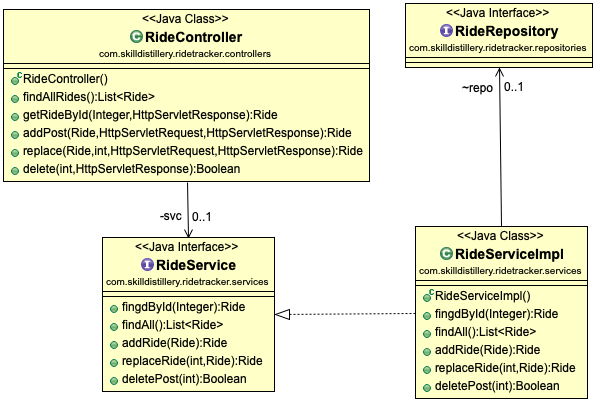 <<Java Class>>
RideController
com.skilldistillery.ridetracker.controllers
RideController()
findAllRides():List<Ride>
getRideById(Integer,HttpServletResponse):Ride
addPost(Ride,HttpServletRequest,HttpServletResponse):Ride
replace(Ride,int,HttpServletRequest,HttpServletResponse):Ride
delete(int,HttpServletResponse):Boolean
<<Java Interface>>
RideRepository
com.skilldistillery.ridetracker.repositories
~repo 0..1
-svc 0..1
<<Java Interface>>
RideService
com.skilldistillery.ridetracker.services
fingdById(Integer):Ride
findAll():List<Ride>
addRide(Ride):Ride
replaceRide(int,Ride):Ride
deletePost(int):Boolean
<<Java Class>>
RideServiceImpl
com.skilldistillery.ridetracker.services
RideServiceImpl()
fingdById(Integer):Ride
findAll():List<Ride>
addRide(Ride):Ride
replaceRide(int,Ride):Ride
deletePost(int):Boolean